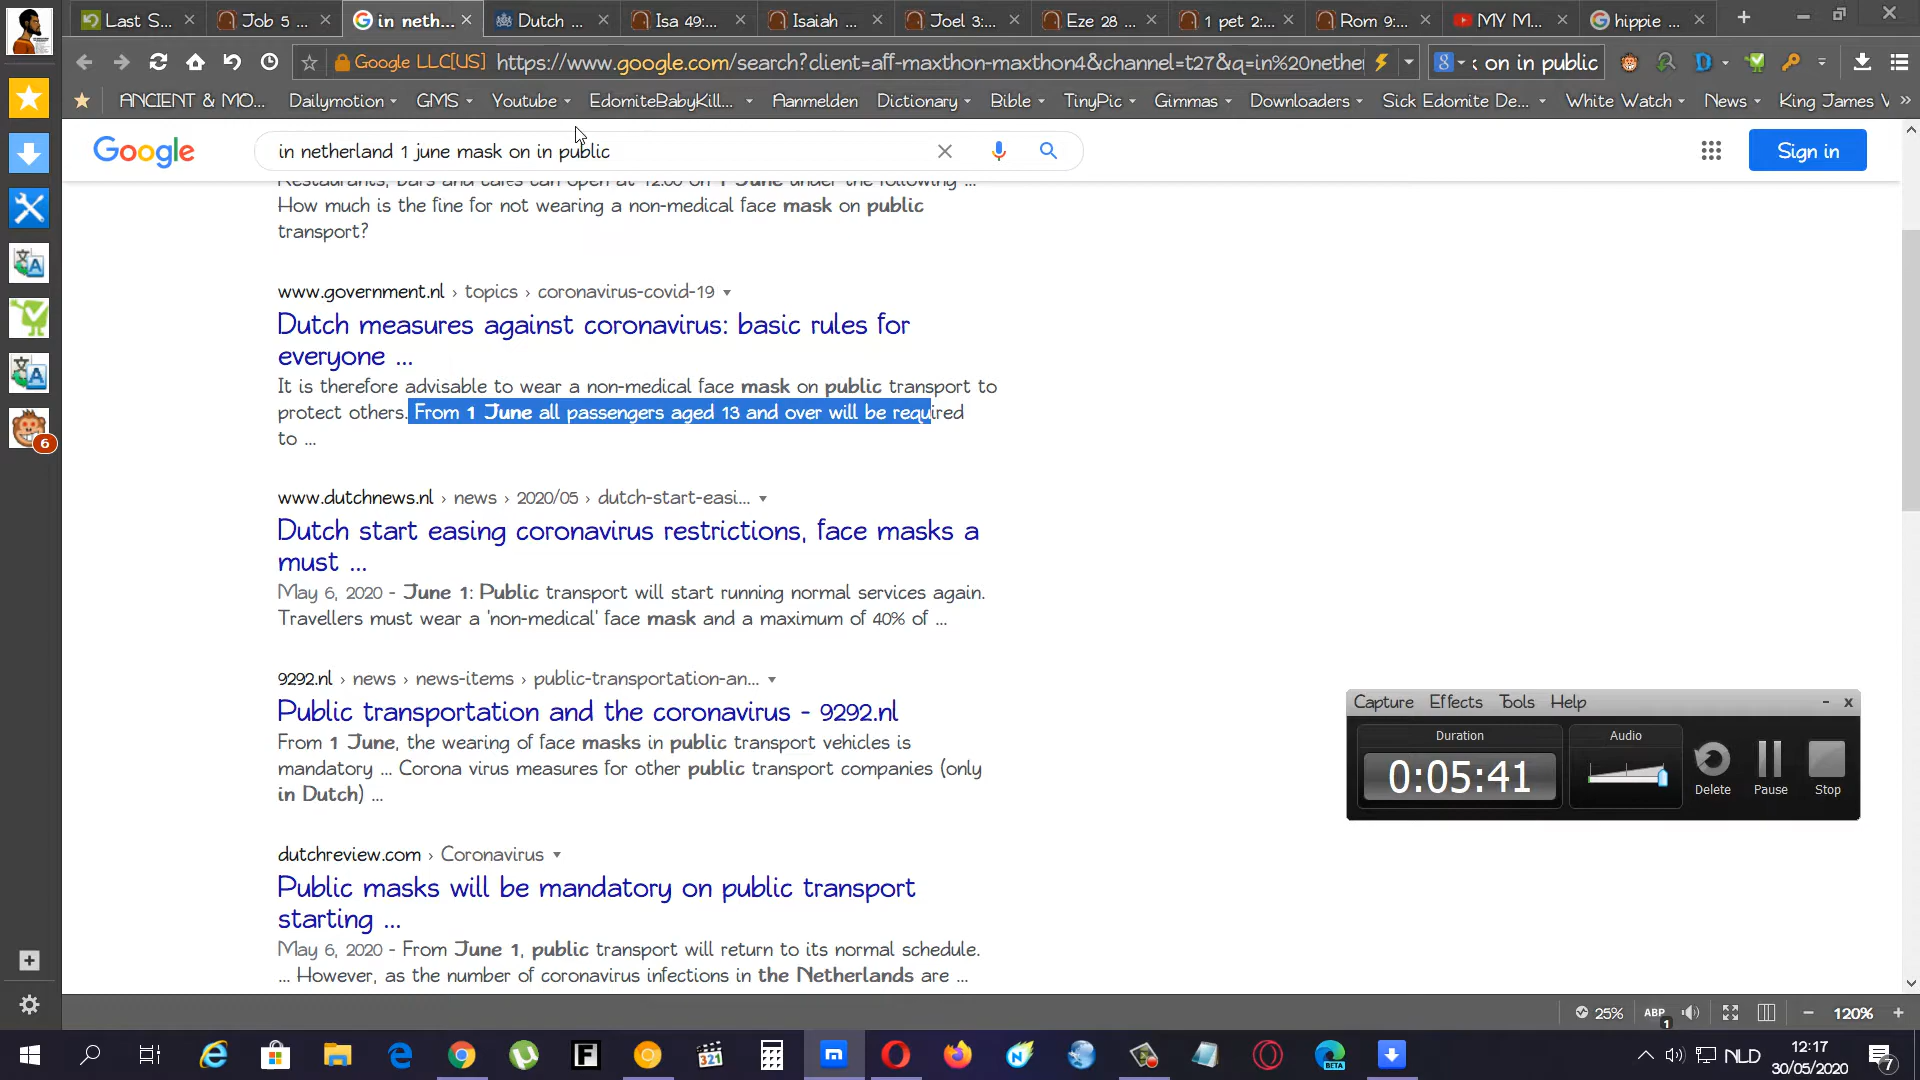 Last S...
Job 5 ...
in neth...
Dutch ...
Isa 49:...
Isaiah ...
Joel 3:...
Eze 28 ...
1 pet 2:...
Rom 9:...
MY M...
hippie ...
Google LLC[US]
https://www.google.com/search?client=aff-maxthon-maxthon4&channel=t27&q=in%20nether
k on in public
ANCIENT & MO...
Dailymotion
GMS
Youtube
EdomiteBabyKill...
Aanmelden
Dictionary
Bible
TinyPic
Gimmas
Downloaders
Sick Edomite De...
White Watch
News
King James V
Google
in netherland 1 june mask on in public
Sign in
Restaurants, bars and cafes can open at 12:00 on 1 June under the following ...
How much is the fine for not wearing a non-medical face mask on public
transport?
www.government.nl › topics › coronavirus-covid-19
Dutch measures against coronavirus: basic rules for
everyone ...
It is therefore advisable to wear a non-medical face mask on public transport to
protect others. From 1 June all passengers aged 13 and over will be required
to ...
www.dutchnews.nl › news › 2020/05 › dutch-start-easi...
Dutch start easing coronavirus restrictions, face masks a
must ...
May 6, 2020 - June 1: Public transport will start running normal services again.
Travellers must wear a 'non-medical' face mask and a maximum of 40% of ...
9292.nl › news › news-items › public-transportation-an...
Public transportation and the coronavirus - 9292.nl
From 1 June, the wearing of face masks in public transport vehicles is
mandatory ... Corona virus measures for other public transport companies (only
in Dutch) ...
dutchreview.com › Coronavirus
Public masks will be mandatory on public transport
starting ...
May 6, 2020 - From June 1, public transport will return to its normal schedule.
... However, as the number of coronavirus infections in the Netherlands are ...
6
Capture Effects Tools Help
Duration
0:05:41
Audio
Delete
Pause
Stop
25%
ABP
1
120%
321
BETA
NLD
12:17
30/05/2020
7